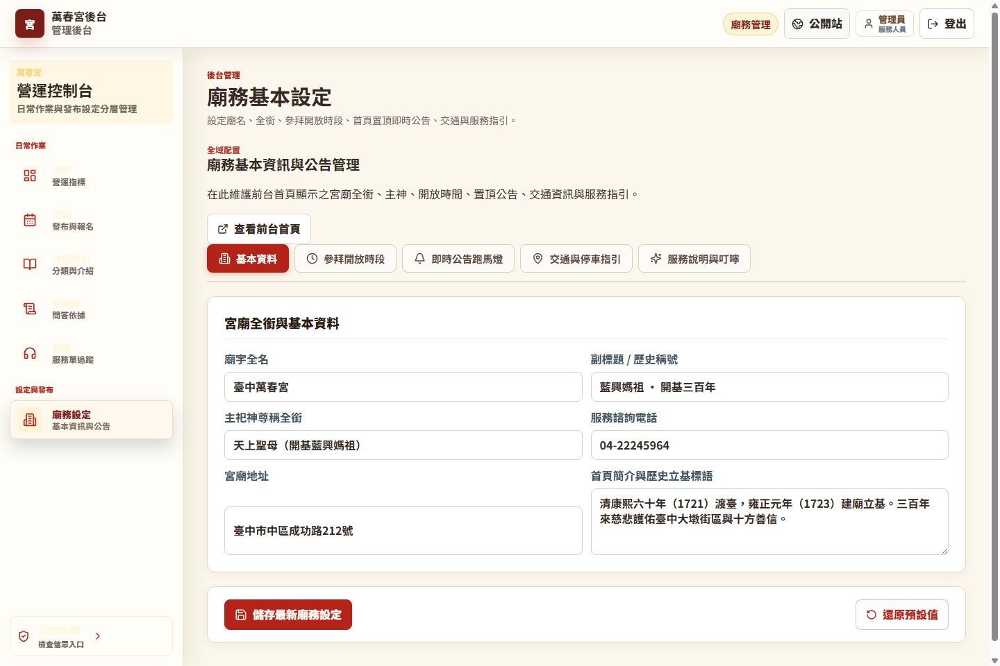 宮
萬春宮後台
管理後台
廟務管理
公開站
管理員
服務人員
登出
萬春宮
營運控制台
日常作業與發布設定分層管理
日常作業
營運指標
發布與報名
分類與介紹
問答依據
服務單追蹤
設定與發布
廟務設定
基本資訊與公告
檢查信眾入口
後台管理
廟務基本設定
設定廟名、全銜、參拜開放時段、首頁置頂即時公告、交通與服務指引。
全域配置
廟務基本資訊與公告管理
在此維護前台首頁顯示之宮廟全銜、主神、開放時間、置頂公告、交通資訊與服務指引。
查看前台首頁
基本資料
參拜開放時段
即時公告跑馬燈
交通與停車指引
服務說明與叮嚀
宮廟全銜與基本資料
廟宇全名
副標題 / 歷史稱號
臺中萬春宮
藍興媽祖 · 開基三百年
主祀神尊稱全銜
服務諮詢電話
天上聖母（開基藍興媽祖）
04-22245964
宮廟地址
首頁簡介與歷史立基標語
臺中市中區成功路212號
清康熙六十年（1721）渡臺，雍正元年（1723）建廟立基。三百年
來慈悲護佑臺中大墩街區與十方善信。
儲存最新廟務設定
還原預設值